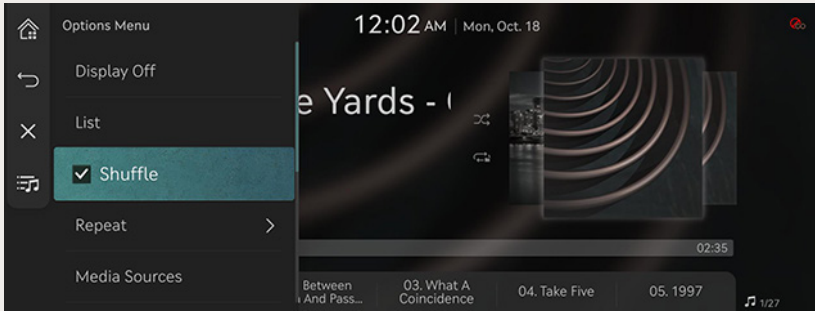 Options Menu
12:02 AM | Mon, Oct. 18
Display Off
List
Shuffle
Repeat
Media Sources
e Yards - (
02:35
Between
And Pass...
03. What A
Coincidence
04. Take Five
05. 1997
1/27